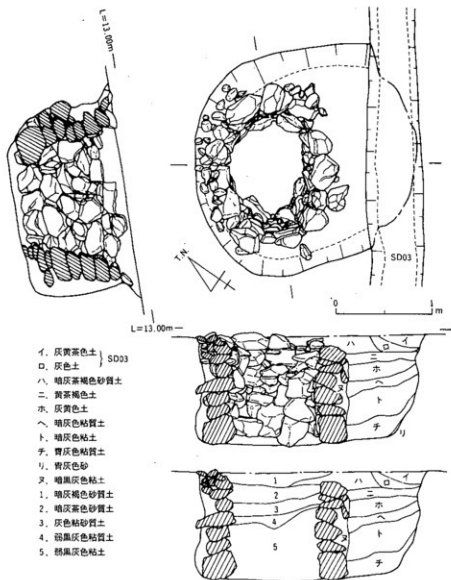 L=13.00m
T.N.
SD03
0 1
m
L=13.00m
イ. 灰黄茶色土
ロ. 灰色土
SD03
ハ. 暗灰茶褐色砂質土
ニ. 黄茶褐色土
ホ. 灰黄色土
ヘ. 暗灰色粘質土
ト. 暗灰色粘土
チ. 青灰色粘質土
リ. 青灰色砂
ヌ. 暗黒灰色粘土
1. 暗灰褐色砂質土
2. 暗灰茶色砂質土
3. 灰色粘砂質土
4. 弱黒灰色粘質土
5. 弱黒灰色粘土
ハ
ロ
イ
ニ
ホ
ヘ
ト
ヌ
チ
リ
1
2
3
4
5
ハ
ロ
イ
ニ
ホ
ヘ
ト
ヌ
チ